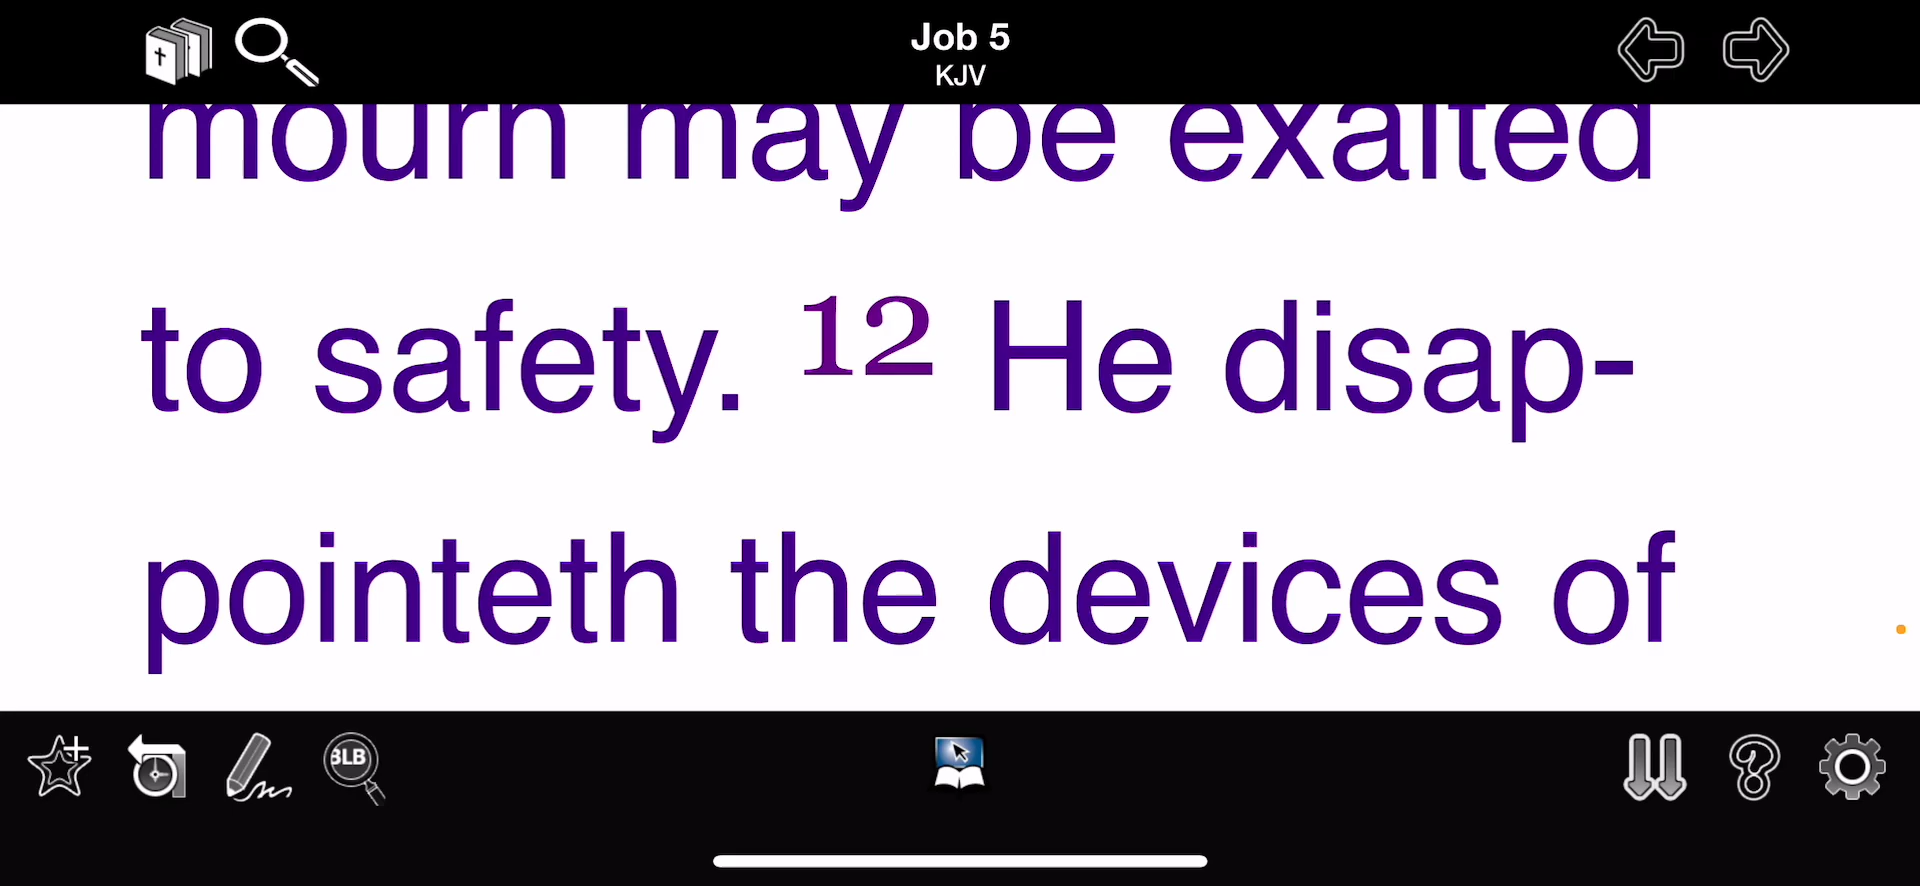 Job 5
KJV
mourn may be exalted
to safety. 12 He disap-
pointeth the devices of
BLB